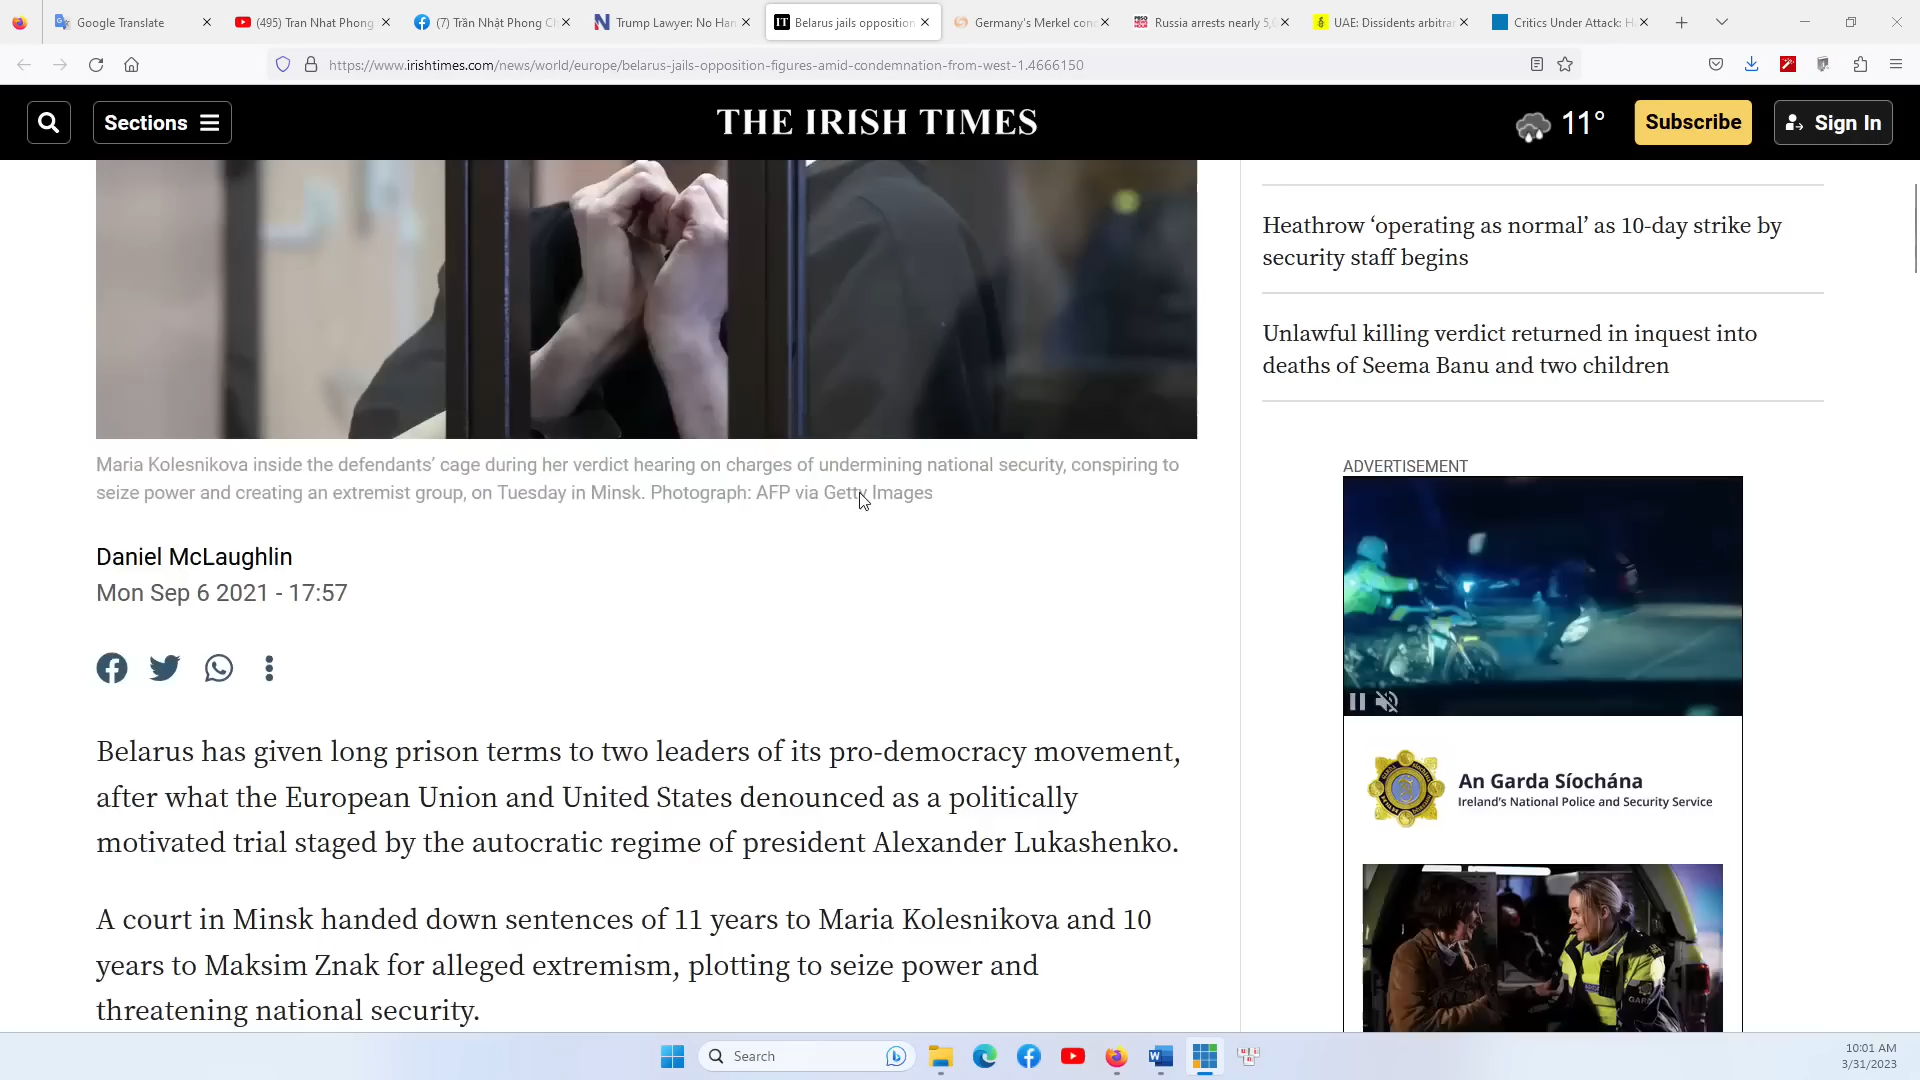 Google Translate
(495) Tran Nhat Phong
(7) Trần Nhật Phong C
Trump Lawyer: No Har
Belarus jails opposition
Germany's Merkel con
Russia arrests nearly 5,
UAE: Dissidents arbitrar
Critics Under Attack: H
https://www.irishtimes.com/news/world/europe/belarus-jails-opposition-figures-amid-condemnation-from-west-1.4666150
Sections
THE IRISH TIMES
11°
Subscribe
Sign In
Heathrow ‘operating as normal’ as 10-day strike by
security staff begins
Unlawful killing verdict returned in inquest into
deaths of Seema Banu and two children
Maria Kolesnikova inside the defendants’ cage during her verdict hearing on charges of undermining national security, conspiring to
seize power and creating an extremist group, on Tuesday in Minsk. Photograph: AFP via Getty Images
Daniel McLaughlin
Mon Sep 6 2021 - 17:57
Belarus has given long prison terms to two leaders of its pro-democracy movement,
after what the European Union and United States denounced as a politically
motivated trial staged by the autocratic regime of president Alexander Lukashenko.
A court in Minsk handed down sentences of 11 years to Maria Kolesnikova and 10
years to Maksim Znak for alleged extremism, plotting to seize power and
threatening national security.
ADVERTISEMENT
An Garda Síochána
Ireland’s National Police and Security Service
Search
10:01 AM
3/31/2023